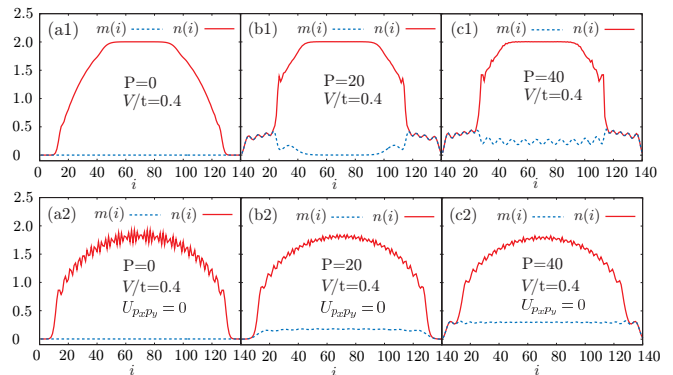 (a1) m(i) n(i) (b1) m(i) n(i) (c1) m(i) n(i)
2.5
2.0
1.5
1.0
0.5
0
P=0
V/t=0.4
P=20
V/t=0.4
P=40
V/t=0.4
0 20 40 60 80 100 120 140 20 40 60 80 100 120 140 20 40 60 80 100 120 140
i i i
(a2) m(i) n(i) (b2) m(i) n(i) (c2) m(i) n(i)
2.5
2.0
1.5
1.0
0.5
0
P=0
V/t=0.4
U_{p_xp_y}=0
P=20
V/t=0.4
U_{p_xp_y}=0
P=40
V/t=0.4
U_{p_xp_y}=0
0 20 40 60 80 100 120 140 20 40 60 80 100 120 140 20 40 60 80 100 120 140
i i i